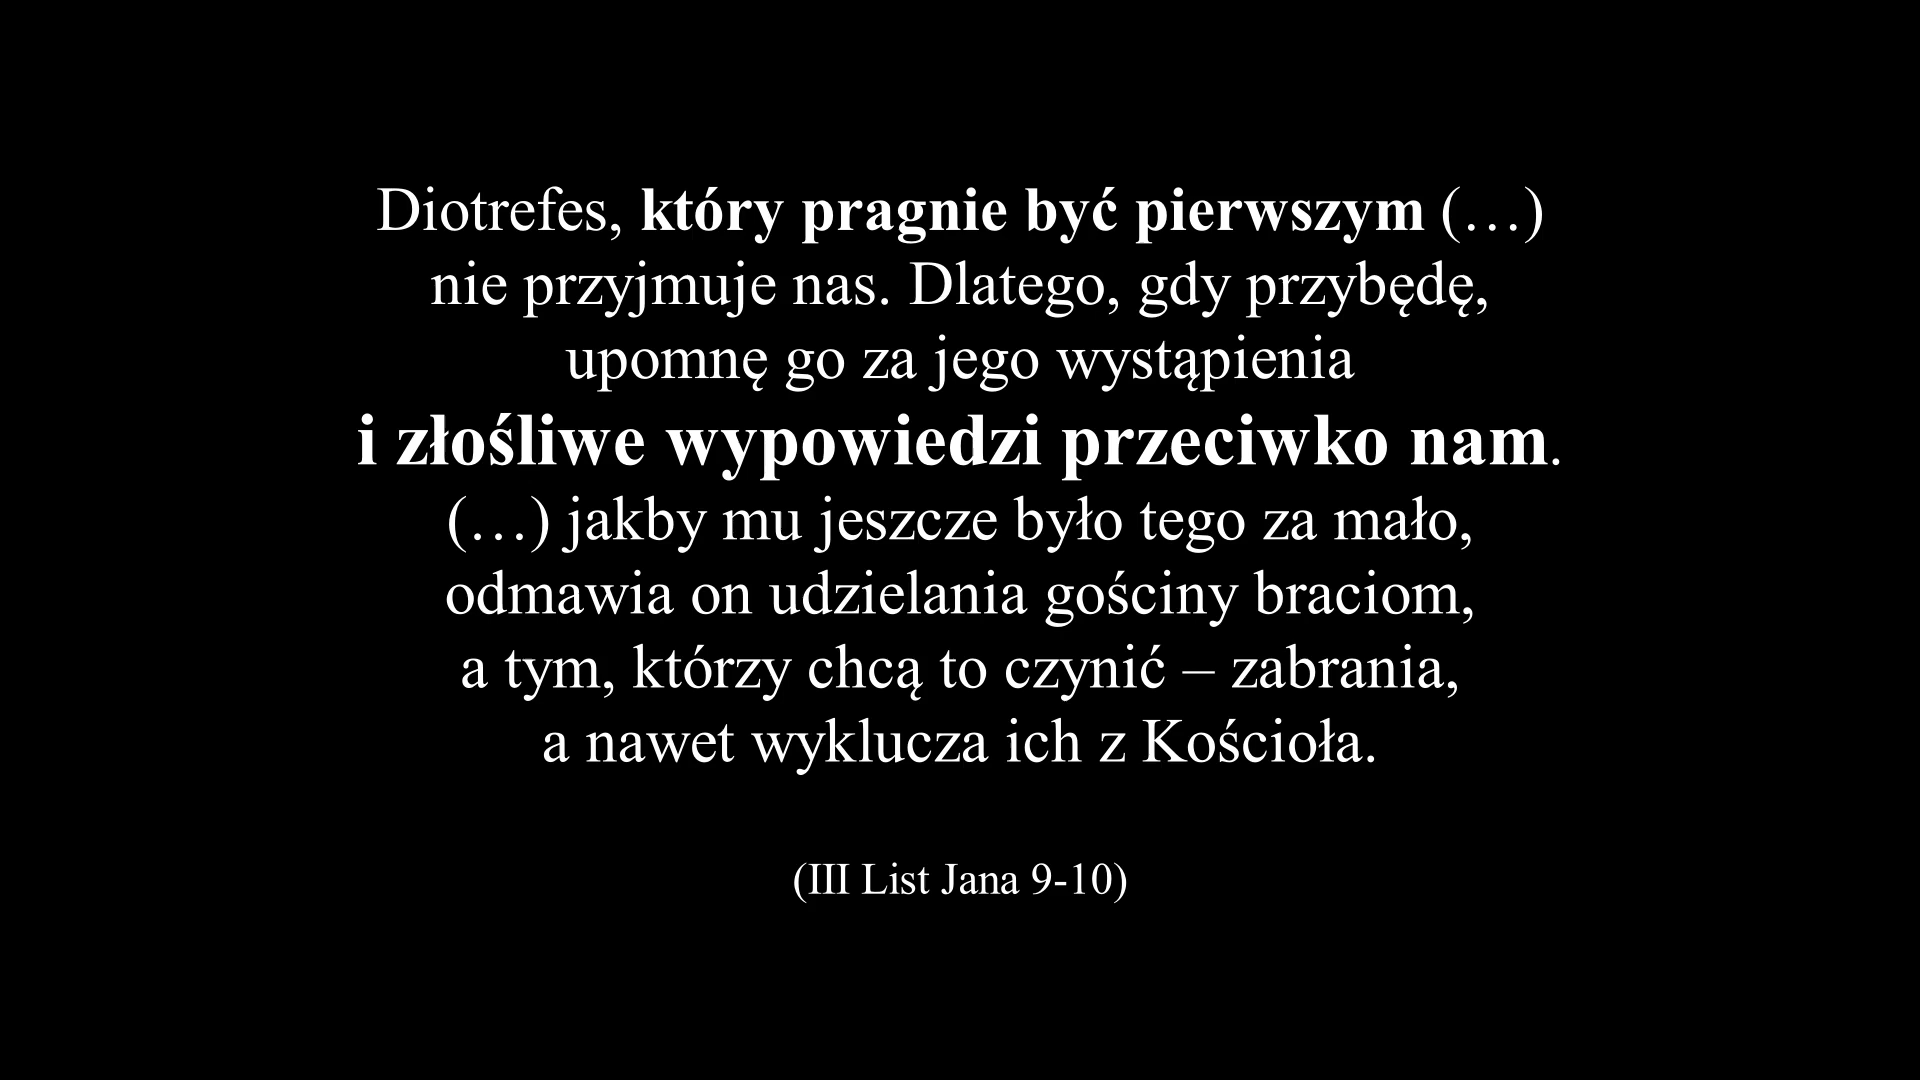 Diotrefes, który pragnie być pierwszym (…)
nie przyjmuje nas. Dlatego, gdy przybędę,
upomnę go za jego wystąpienia
i złośliwe wypowiedzi przeciwko nam.
(…) jakby mu jeszcze było tego za mało,
odmawia on udzielania gościny braciom,
a tym, którzy chcą to czynić – zabrania,
a nawet wyklucza ich z Kościoła.
(III List Jana 9-10)